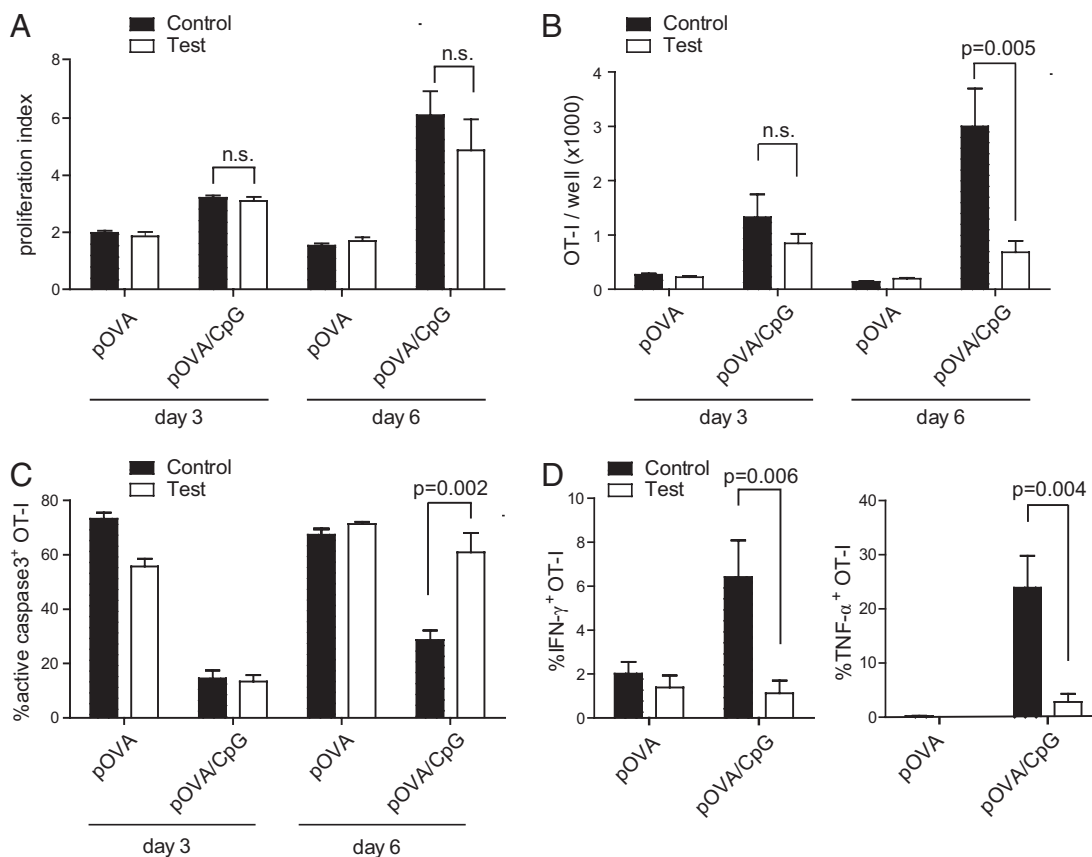 A
Control
Test
proliferation index
8
6
4
2
0
n.s.
n.s.
pOVA
pOVA/CpG
pOVA
pOVA/CpG
day 3
day 6
B
Control
Test
OT-I / well (x1000)
4
3
2
1
0
n.s.
p=0.005
pOVA
pOVA/CpG
pOVA
pOVA/CpG
day 3
day 6
C
Control
Test
%active caspase3+ OT-I
80
60
40
20
0
p=0.002
pOVA
pOVA/CpG
pOVA
pOVA/CpG
day 3
day 6
D
Control
Test
%IFN-γ+ OT-I
10
8
6
4
2
0
p=0.006
pOVA
pOVA/CpG
%TNF-α+ OT-I
40
30
20
10
0
p=0.004
pOVA
pOVA/CpG